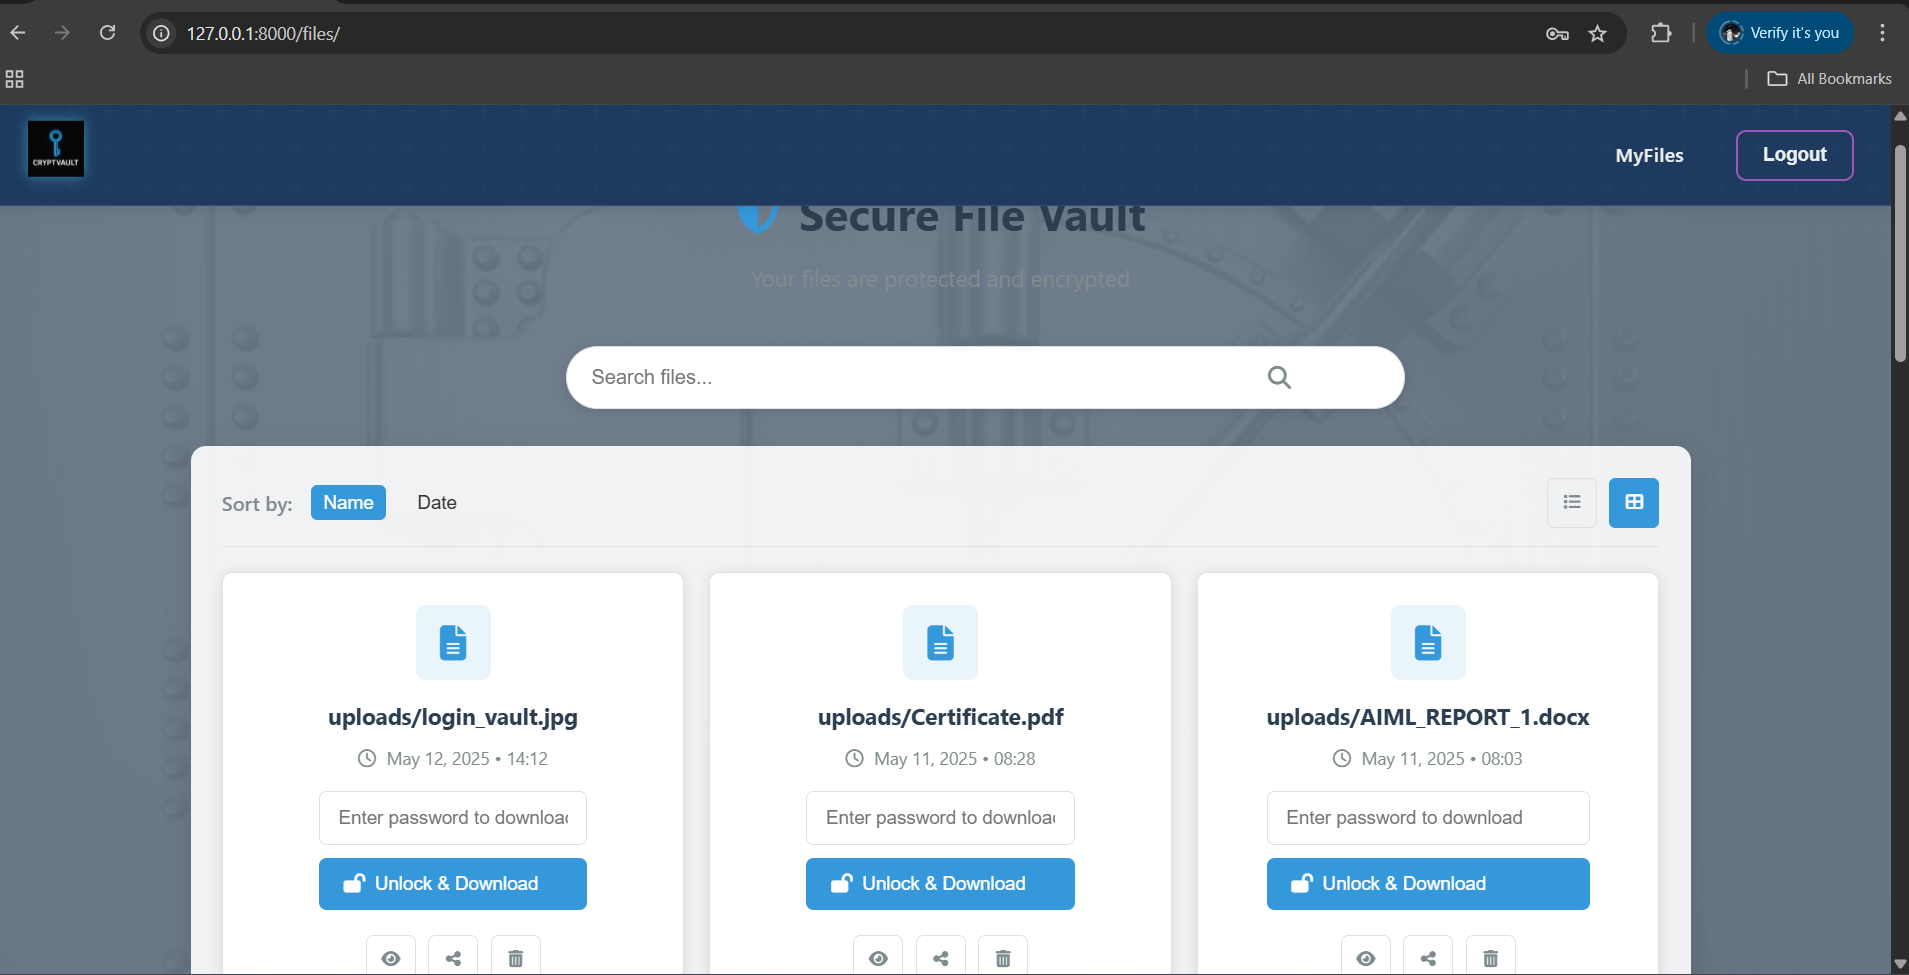 127.0.0.1:8000/files/
Verify it's you
All Bookmarks
CRYPTVAULT
MyFiles
Logout
Secure File Vault
Your files are protected and encrypted
Search files...
Sort by:
Name
Date
uploads/login_vault.jpg
May 12, 2025 • 14:12
Enter password to download
Unlock & Download
uploads/Certificate.pdf
May 11, 2025 • 08:28
Enter password to download
Unlock & Download
uploads/AIML_REPORT_1.docx
May 11, 2025 • 08:03
Enter password to download
Unlock & Download